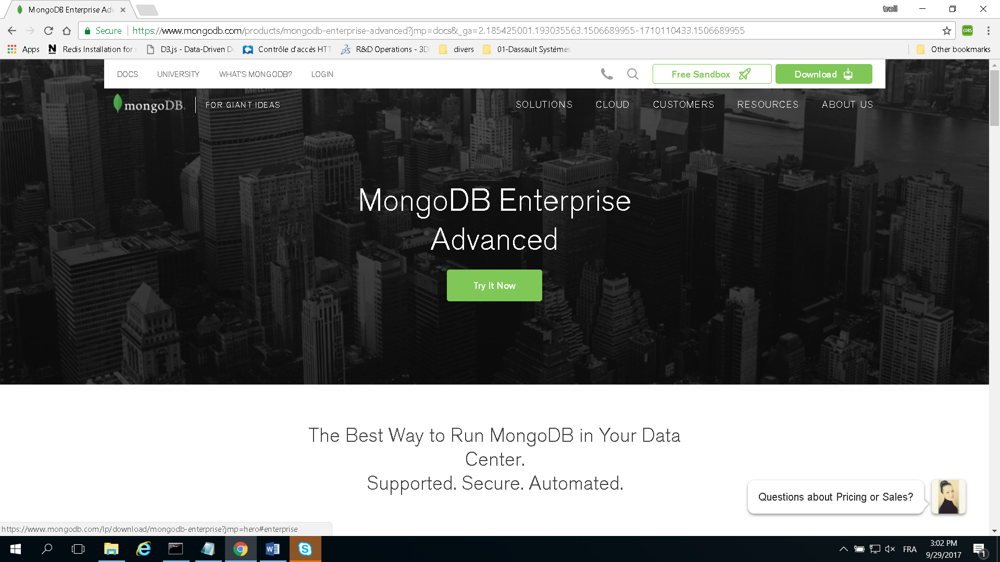 MongoDB Enterprise Adv
troll
Secure
https://www.mongodb.com/products/mongodb-enterprise-advanced?jmp=docs&_ga=2.185425001.193035563.1506689955-1710110433.1506689955
CORS
Apps
Redis Installation for
D3.js - Data-Driven Do
Contrôle d'accès HTT
R&D Operations - 3D
divers
01-Dassault Systèmes
Other bookmarks
DOCS
UNIVERSITY
WHAT'S MONGODB?
LOGIN
Free Sandbox
Download
MetLife
mongoDB
FOR GIANT IDEAS
SOLUTIONS
CLOUD
CUSTOMERS
RESOURCES
ABOUT US
MongoDB Enterprise
Advanced
Try It Now
The Best Way to Run MongoDB in Your Data
Center.
Supported. Secure. Automated.
Questions about Pricing or Sales?
https://www.mongodb.com/lp/download/mongodb-enterprise?jmp=hero#enterprise
FRA
3:02 PM
9/29/2017
1